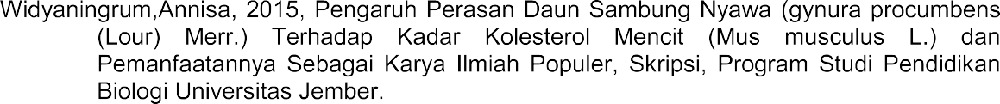 Widyaningrum,Annisa, 2015, Pengaruh Perasan Daun Sambung Nyawa (gynura procumbens
(Lour) Merr.) Terhadap Kadar Kolesterol Mencit (Mus musculus L.) dan
Pemanfaatannya Sebagai Karya Ilmiah Populer, Skripsi, Program Studi Pendidikan
Biologi Universitas Jember.